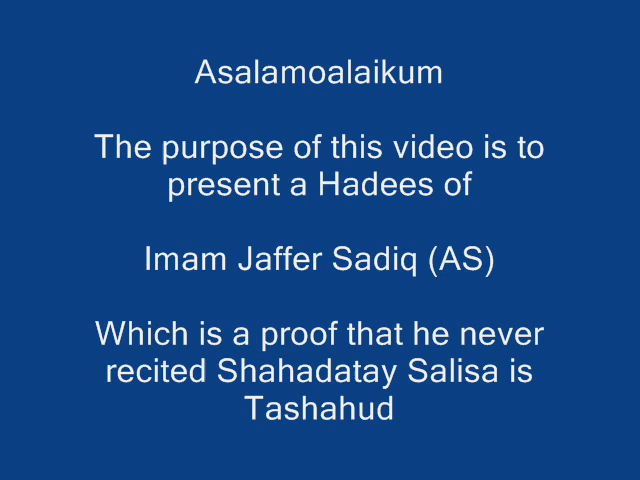 Asalamoalaikum
The purpose of this video is to
present a Hadees of
Imam Jaffer Sadiq (AS)
Which is a proof that he never
recited Shahadatay Salisa is
Tashahud